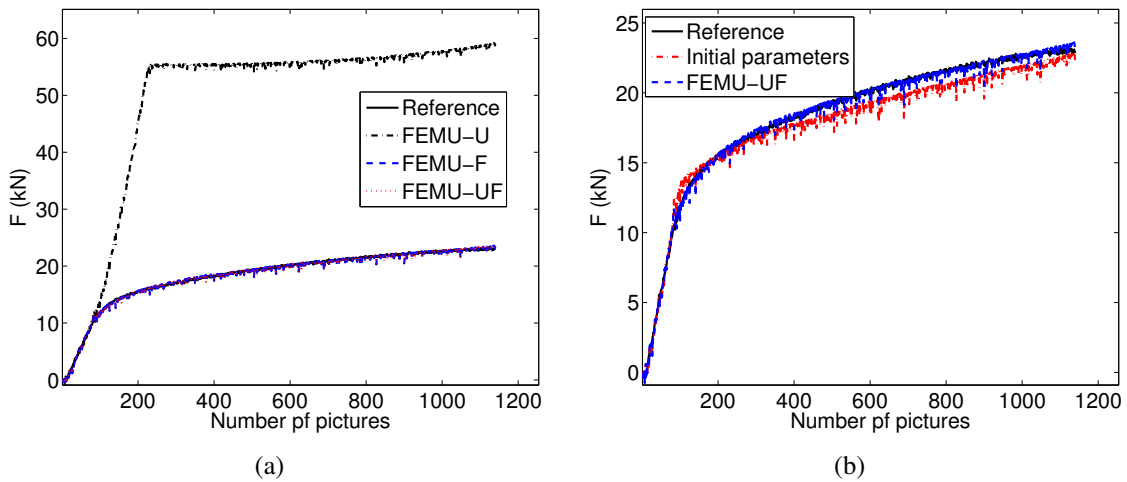 60
50
40
30
20
10
0
F (kN)
Reference
FEMU-U
FEMU-F
FEMU-UF
200 400 600 800 1000 1200
Number pf pictures
(a)
25
20
15
10
5
0
F (kN)
Reference
Initial parameters
FEMU-UF
200 400 600 800 1000 1200
Number pf pictures
(b)